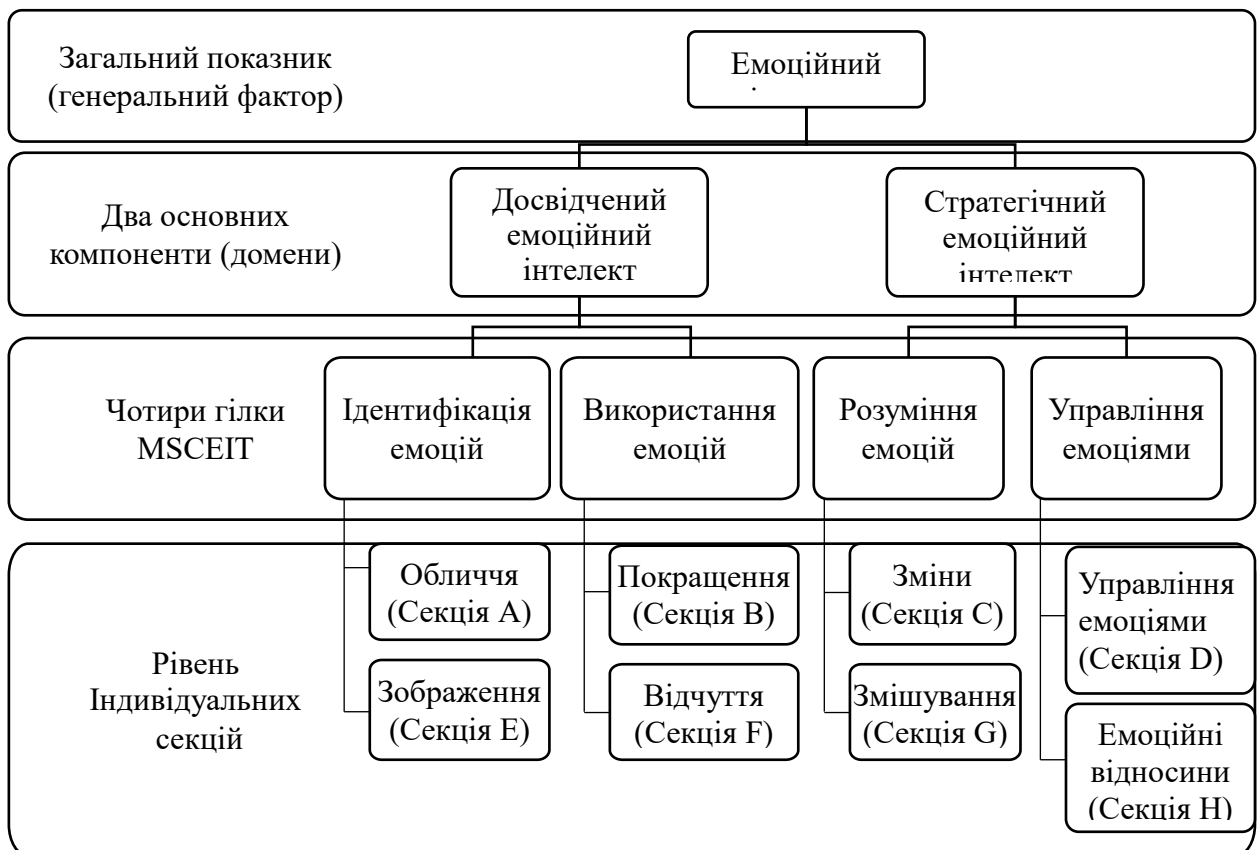 Загальний показник
(генеральний фактор)
Емоційний
Два основних
компоненти (домени)
Досвідчений
емоційний
інтелект
Стратегічний
емоційний
інтелект
Чотири гілки
MSCEIT
Ідентифікація
емоцій
Використання
емоцій
Розуміння
емоцій
Управління
емоціями
Рівень
Індивідуальних
секцій
Обличчя
(Секція A)
Зображення
(Секція E)
Покращення
(Секція B)
Відчуття
(Секція F)
Зміни
(Секція C)
Змішування
(Секція G)
Управління
емоціями
(Секція D)
Емоційні
відносини
(Секція H)